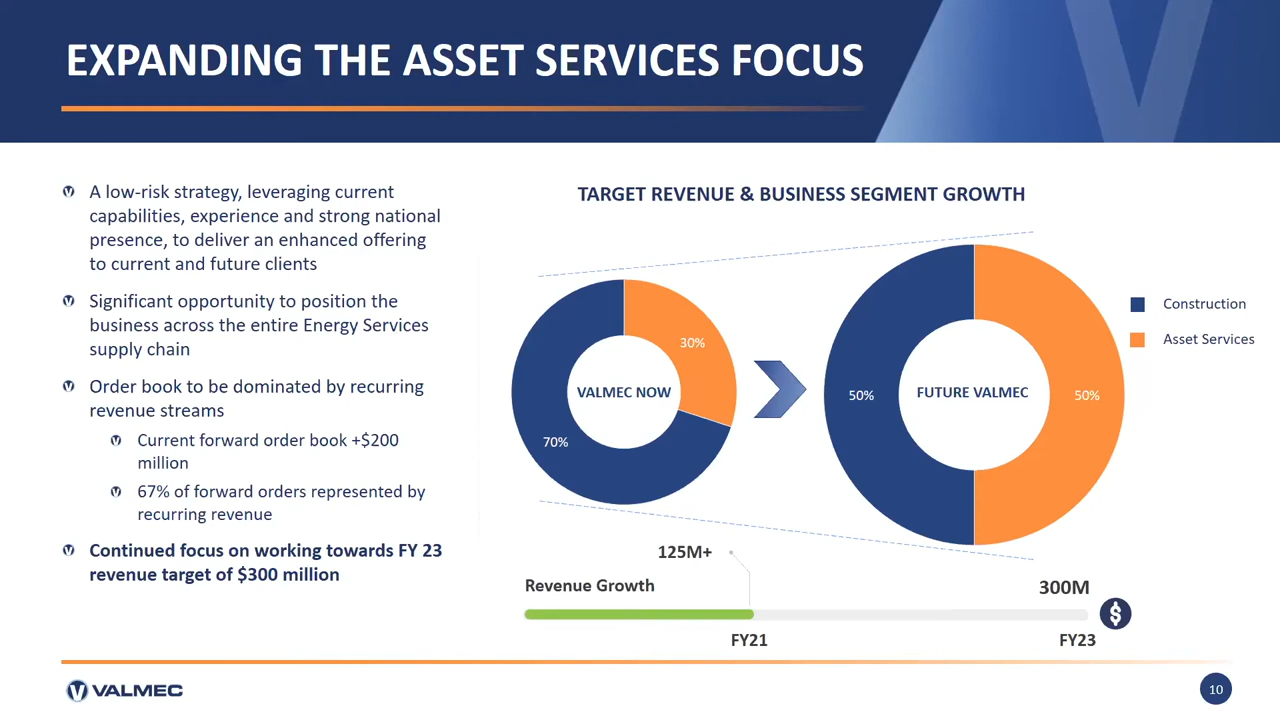 EXPANDING THE ASSET SERVICES FOCUS
A low-risk strategy, leveraging current
capabilities, experience and strong national
presence, to deliver an enhanced offering
to current and future clients
Significant opportunity to position the
business across the entire Energy Services
supply chain
Order book to be dominated by recurring
revenue streams
Current forward order book +$200
million
67% of forward orders represented by
recurring revenue
Continued focus on working towards FY 23
revenue target of $300 million
TARGET REVENUE & BUSINESS SEGMENT GROWTH
30%
VALMEC NOW
70%
50%
FUTURE VALMEC
50%
Construction
Asset Services
125M+
Revenue Growth
300M
$
FY21
FY23
VALMEC
10